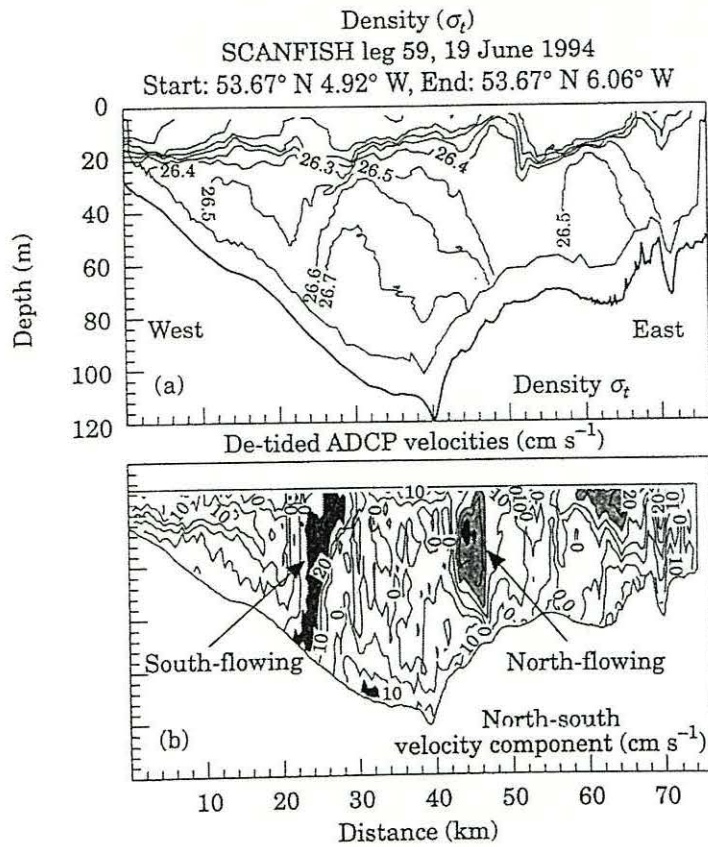 Density (σt)
SCANFISH leg 59, 19 June 1994
Start: 53.67° N 4.92° W, End: 53.67° N 6.06° W
0
20
40
60
80
100
120
Depth (m)
26.4
26.5
26.3
26.5
26.4
26.6
26.7
26.5
West
East
(a)
Density σt
De-tided ADCP velocities (cm s⁻¹)
10
20
10
20
10
0
South-flowing
North-flowing
10
(b)
North-south
velocity component (cm s⁻¹)
10 20 30 40 50 60 70
Distance (km)